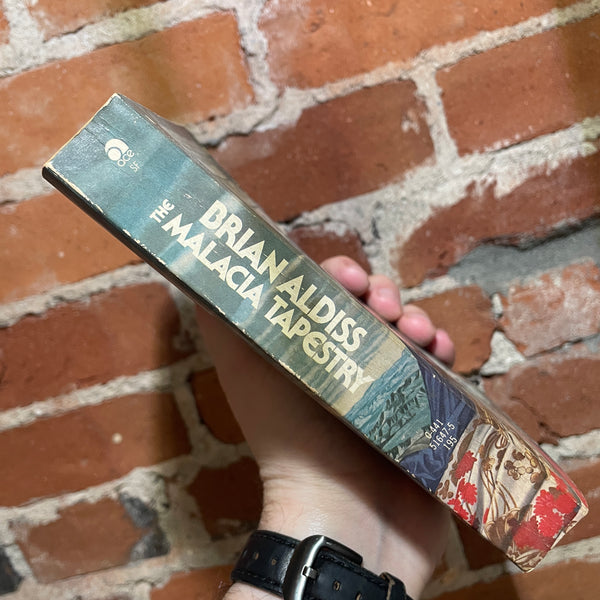 ace
SF
BRIAN ALDISS
THE
MALACIA TAPESTRY
0-441
51647-5
195